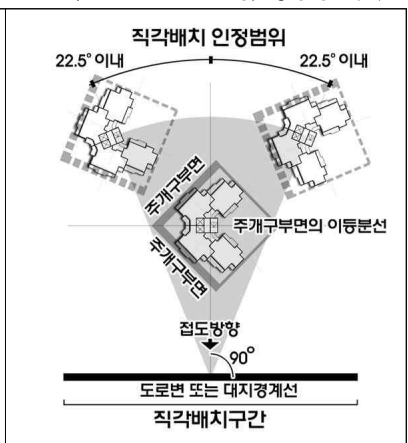 직각배치 인정범위
22.5° 이내
22.5° 이내
주개구부면
주개구부면의 이등분선
주개구부면
접도방향
90°
도로변 또는 대지경계선
직각배치구간